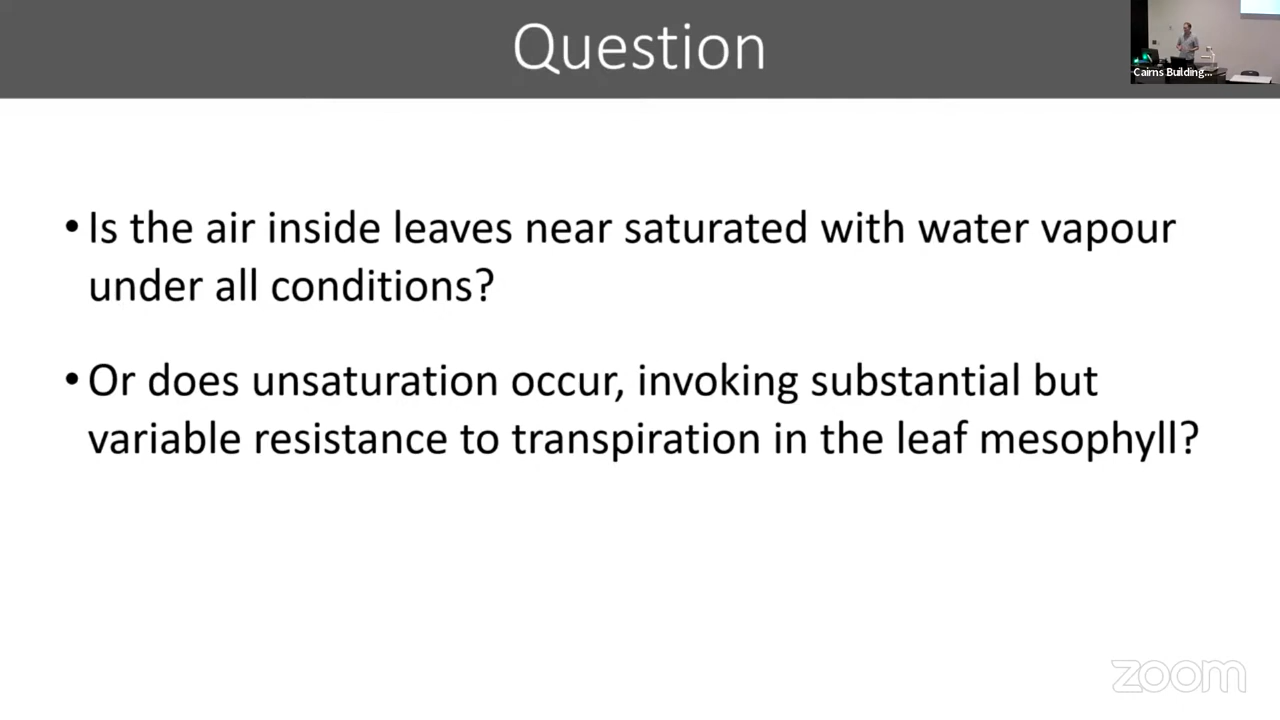 Question
Cairns Building...
• Is the air inside leaves near saturated with water vapour
under all conditions?
• Or does unsaturation occur, invoking substantial but
variable resistance to transpiration in the leaf mesophyll?
zoom